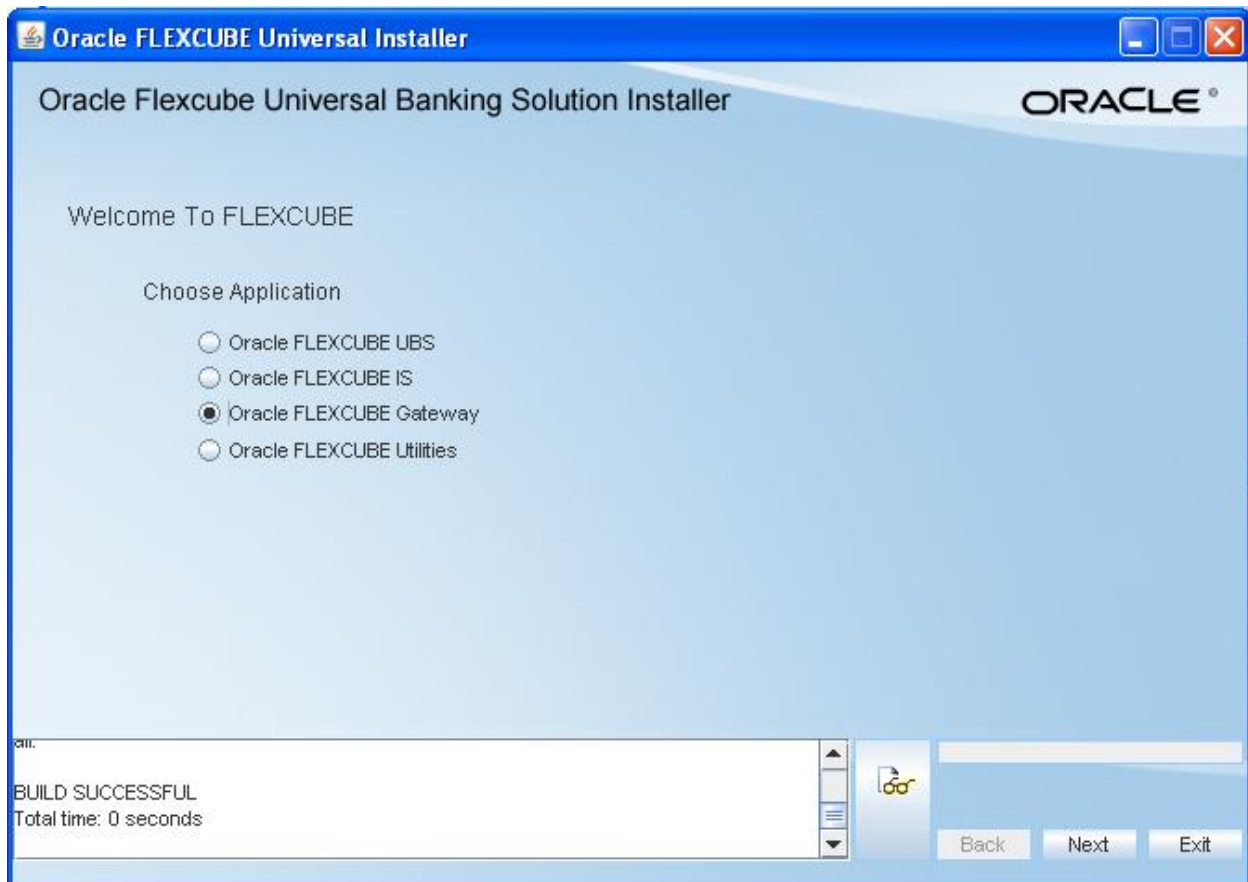 Oracle FLEXCUBE Universal Installer
Oracle Flexcube Universal Banking Solution Installer
ORACLE®
Welcome To FLEXCUBE
Choose Application
Oracle FLEXCUBE UBS
Oracle FLEXCUBE IS
Oracle FLEXCUBE Gateway
Oracle FLEXCUBE Utilities
BUILD SUCCESSFUL
Total time: 0 seconds
Back Next Exit